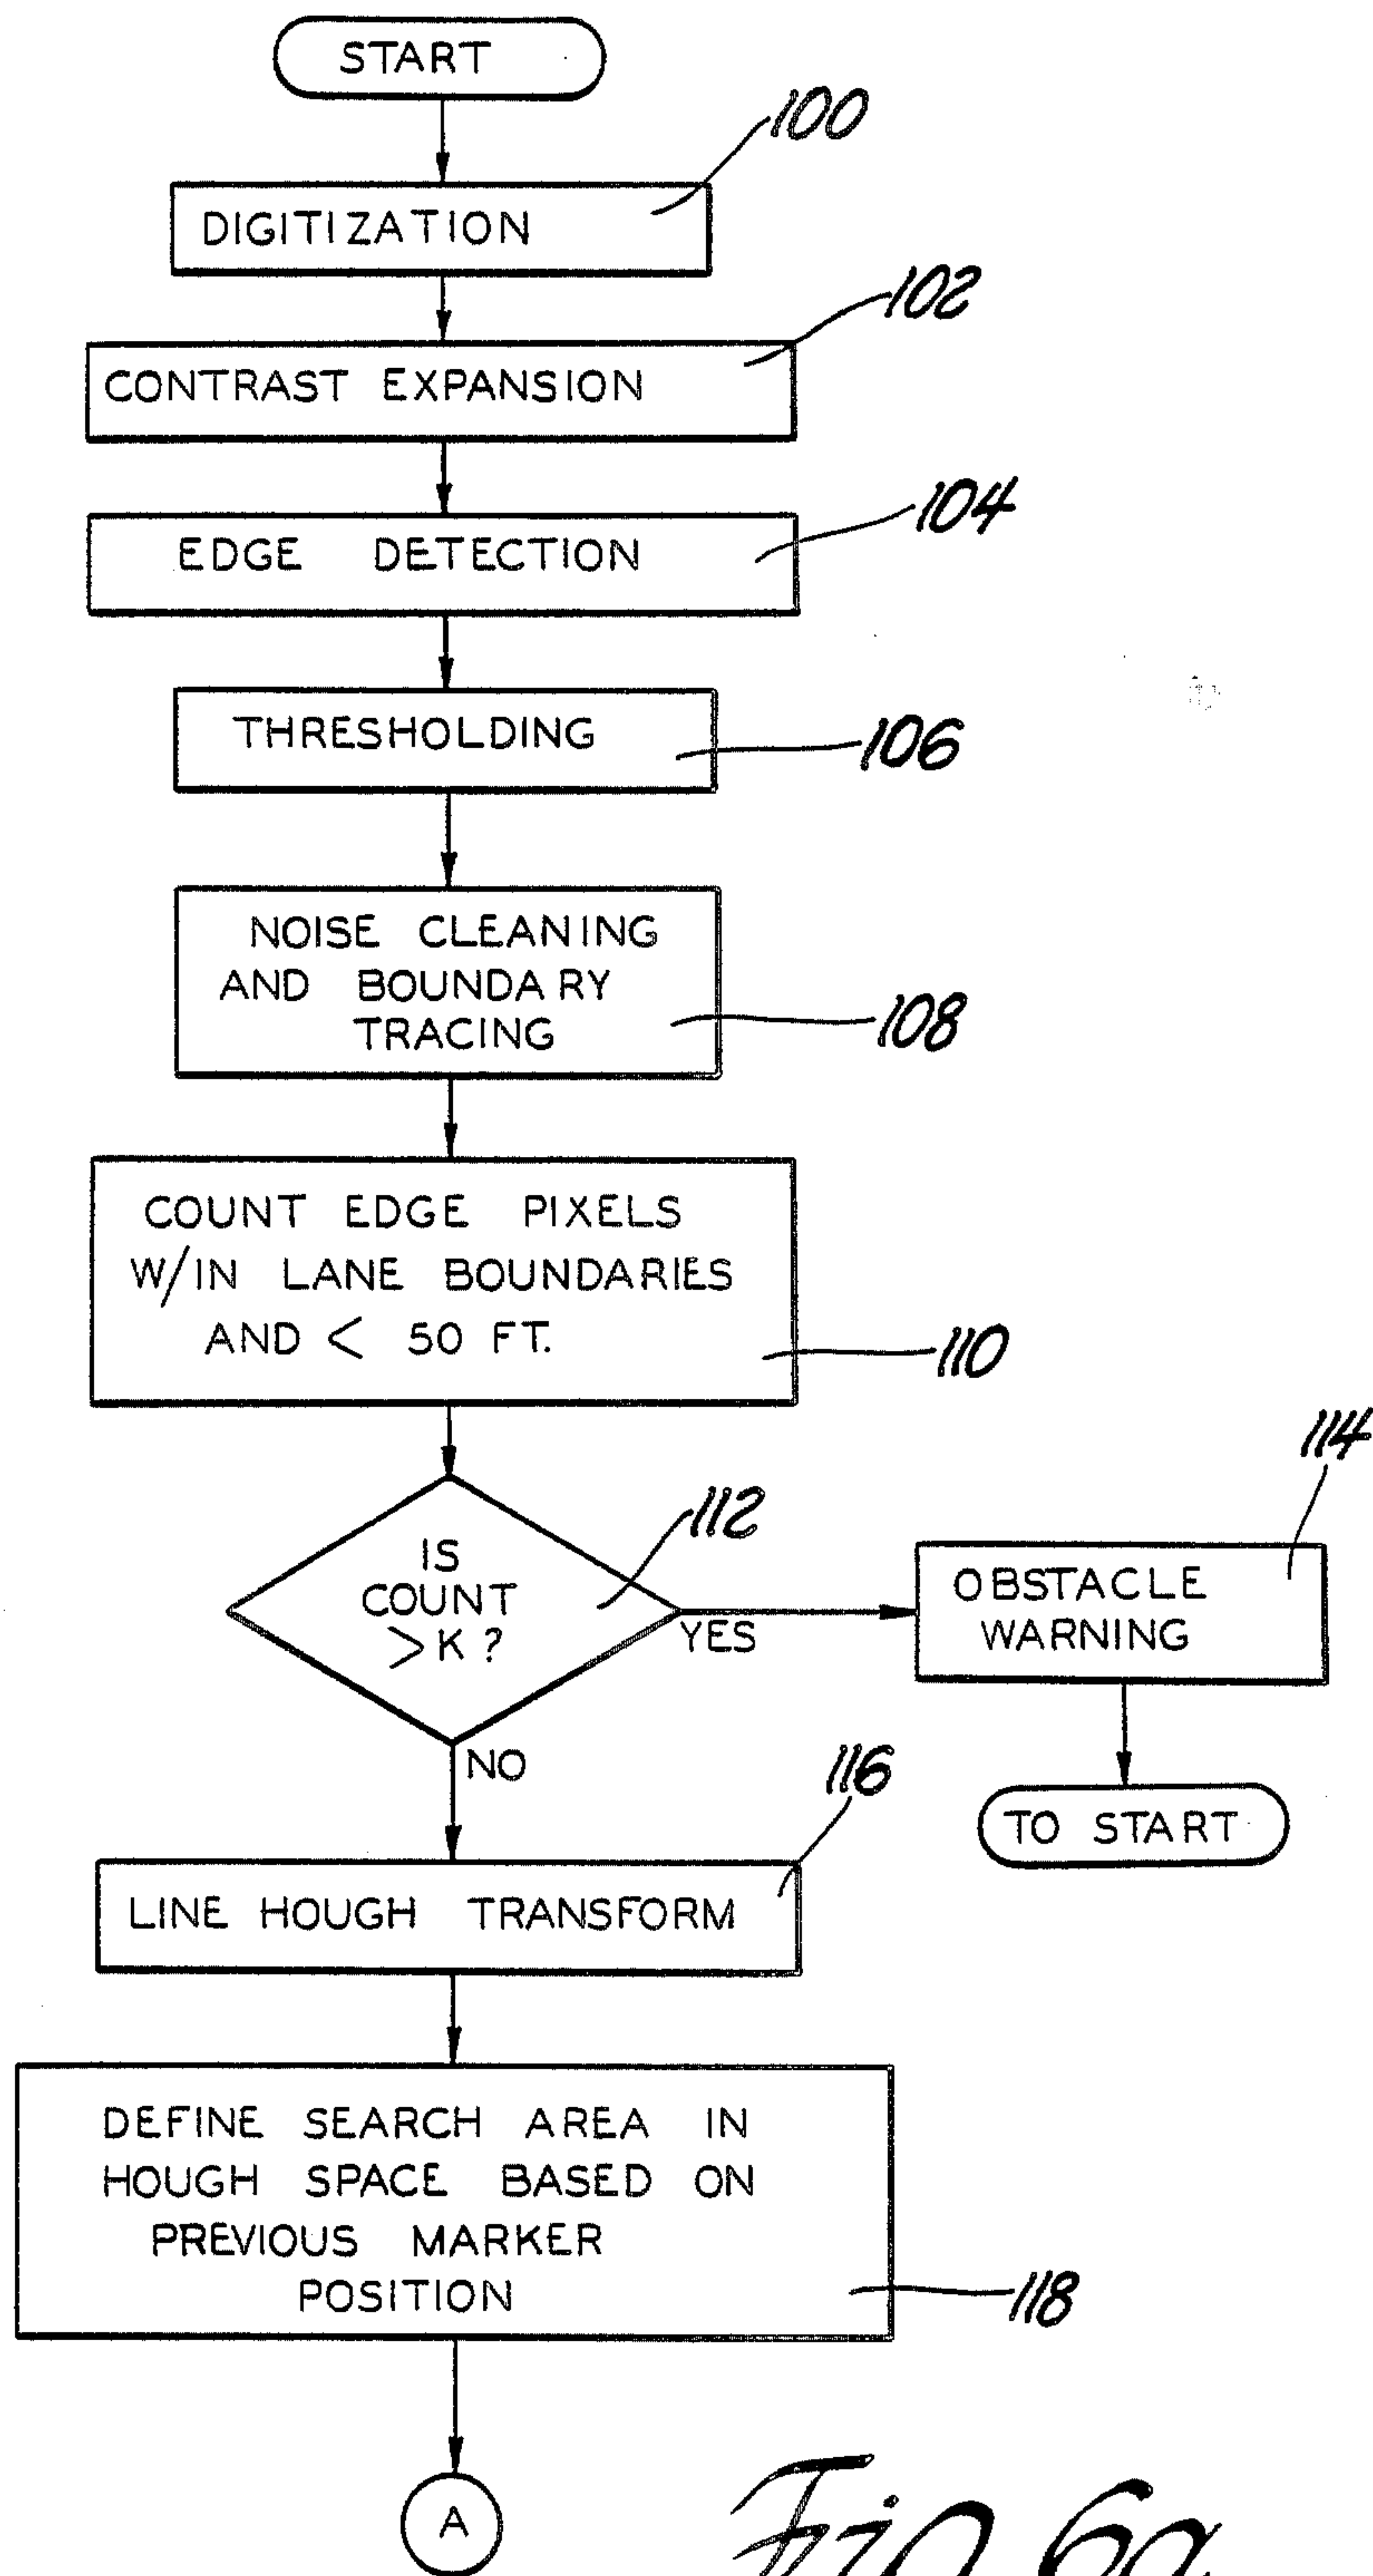 START
100
DIGITIZATION
102
CONTRAST EXPANSION
104
EDGE DETECTION
THRESHOLDING
106
NOISE CLEANING
AND BOUNDARY
TRACING
108
COUNT EDGE PIXELS
W/IN LANE BOUNDARIES
AND < 50 FT.
110
112
IS
COUNT
>K?
YES
114
OBSTACLE
WARNING
NO
TO START
116
LINE HOUGH TRANSFORM
DEFINE SEARCH AREA IN
HOUGH SPACE BASED ON
PREVIOUS MARKER
POSITION
118
A
Fig. 6a